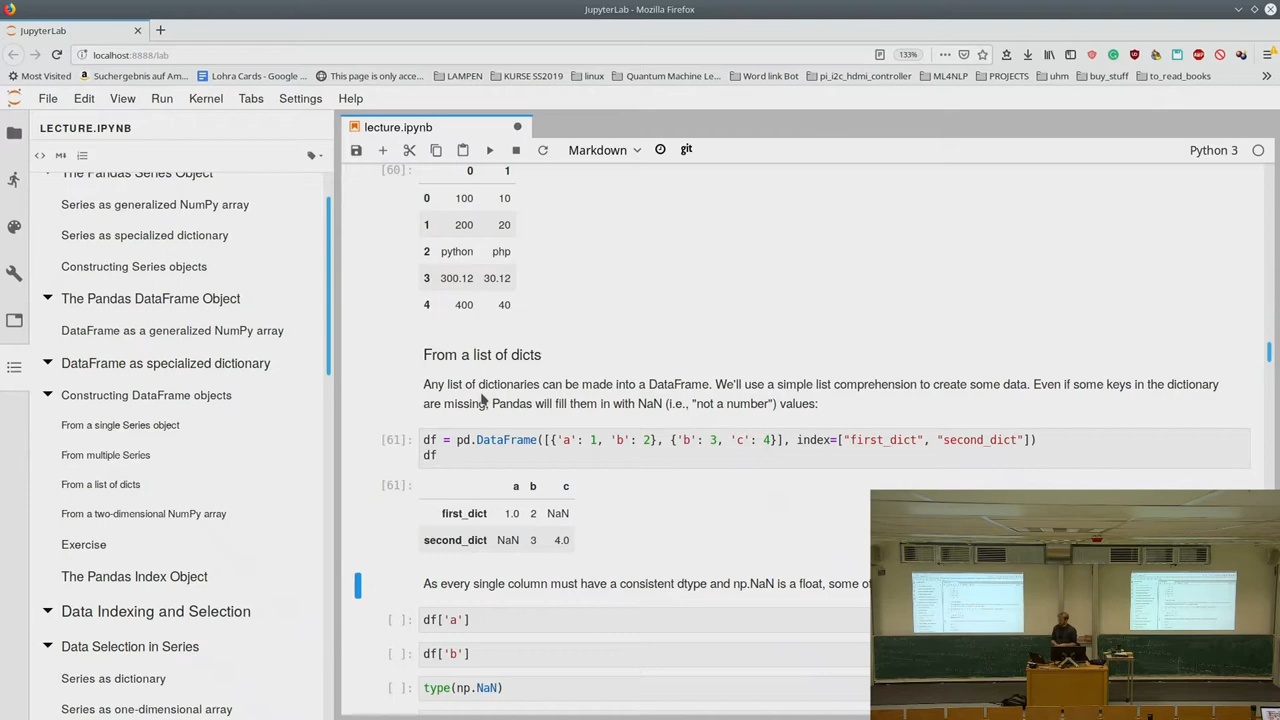 JupyterLab - Mozilla Firefox
JupyterLab
localhost:8888/lab
133%
Most Visited
Suchergebnis auf Am...
Lohra Cards - Google ...
This page is only acce...
LAMPEN
KURSE SS2019
linux
Quantum Machine Le...
Word link Bot
pi_i2c_hdmi_controller
ML4NLP
PROJECTS
uhm
buy_stuff
to_read_books
File Edit View Run Kernel Tabs Settings Help
LECTURE.IPYNB
The Pandas Series Object
Series as generalized NumPy array
Series as specialized dictionary
Constructing Series objects
The Pandas DataFrame Object
DataFrame as a generalized NumPy array
DataFrame as specialized dictionary
Constructing DataFrame objects
From a single Series object
From multiple Series
From a list of dicts
From a two-dimensional NumPy array
Exercise
The Pandas Index Object
Data Indexing and Selection
Data Selection in Series
Series as dictionary
Series as one-dimensional array
lecture.ipynb
Markdown
git
Python 3
[60]:
0 1
0 100 10
1 200 20
2 python php
3 300.12 30.12
4 400 40
From a list of dicts
Any list of dictionaries can be made into a DataFrame. We'll use a simple list comprehension to create some data. Even if some keys in the dictionary
are missing, Pandas will fill them in with NaN (i.e., "not a number") values:
[61]: df = pd.DataFrame([{'a': 1, 'b': 2}, {'b': 3, 'c': 4}], index=["first_dict", "second_dict"])
df
[61]:
a b c
first_dict 1.0 2 NaN
second_dict NaN 3 4.0
As every single column must have a consistent dtype and np.NaN is a float, some of
[ ]: df['a']
[ ]: df['b']
[ ]: type(np.NaN)